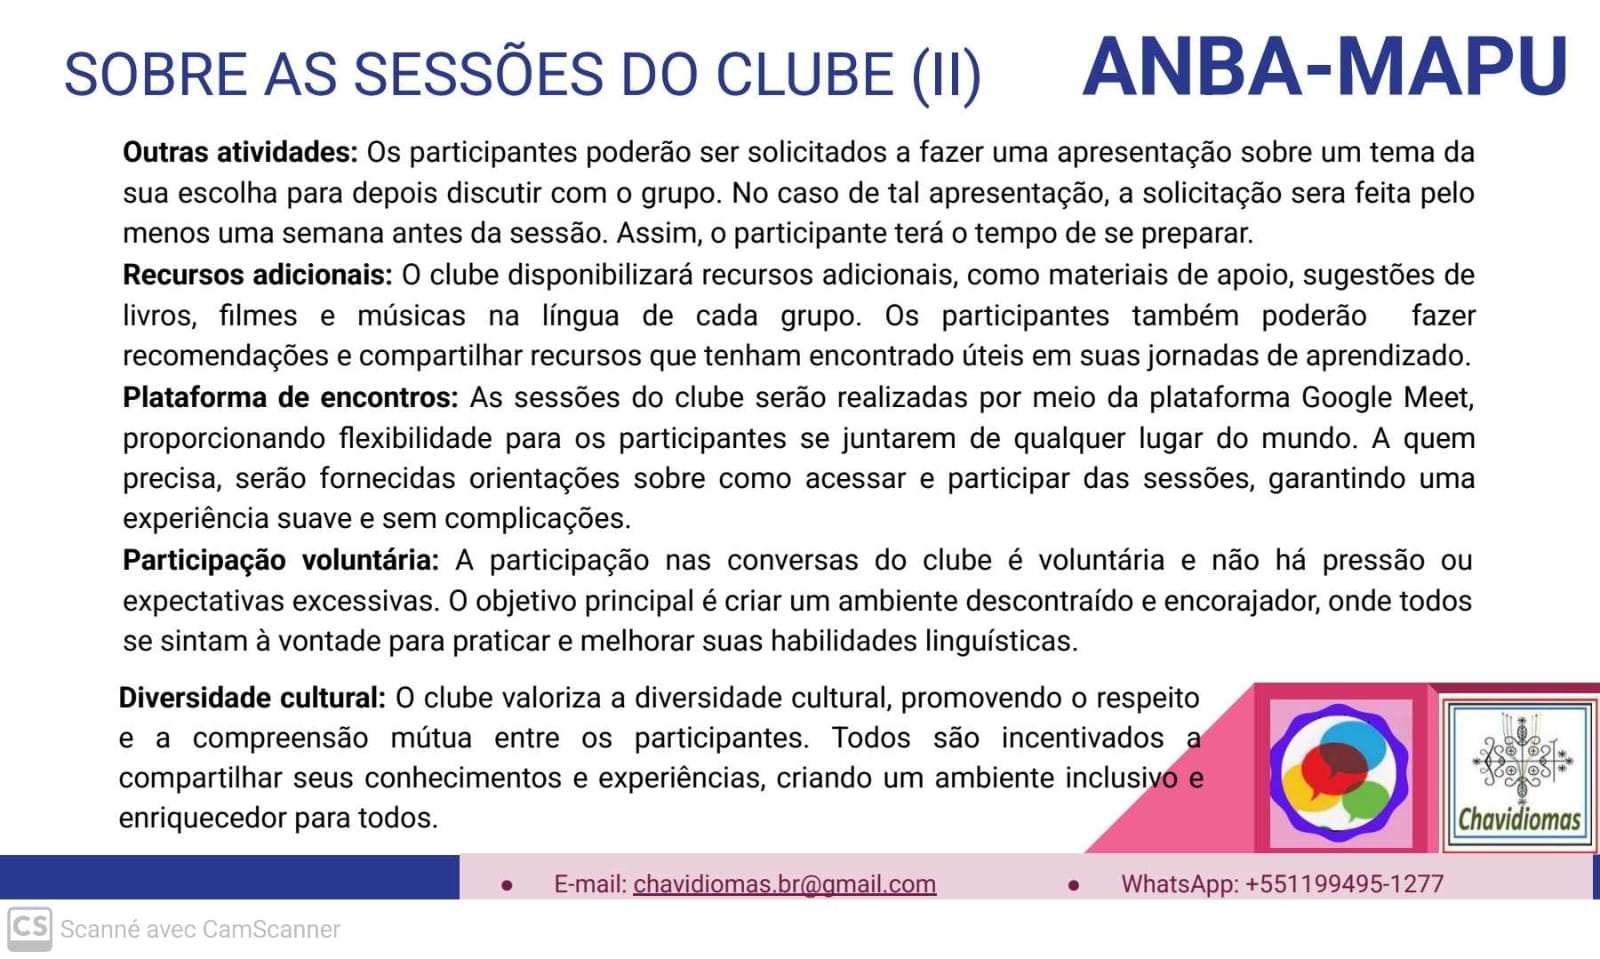 SOBRE AS SESSÕES DO CLUBE (II)
ANBA-MAPU
Outras atividades: Os participantes poderão ser solicitados a fazer uma apresentação sobre um tema da
sua escolha para depois discutir com o grupo. No caso de tal apresentação, a solicitação sera feita pelo
menos uma semana antes da sessão. Assim, o participante terá o tempo de se preparar.
Recursos adicionais: O clube disponibilizará recursos adicionais, como materiais de apoio, sugestões de
livros, filmes e músicas na língua de cada grupo. Os participantes também poderão fazer
recomendações e compartilhar recursos que tenham encontrado úteis em suas jornadas de aprendizado.
Plataforma de encontros: As sessões do clube serão realizadas por meio da plataforma Google Meet,
proporcionando flexibilidade para os participantes se juntarem de qualquer lugar do mundo. A quem
precisa, serão fornecidas orientações sobre como acessar e participar das sessões, garantindo uma
experiência suave e sem complicações.
Participação voluntária: A participação nas conversas do clube é voluntária e não há pressão ou
expectativas excessivas. O objetivo principal é criar um ambiente descontraído e encorajador, onde todos
se sintam à vontade para praticar e melhorar suas habilidades linguísticas.
Diversidade cultural: O clube valoriza a diversidade cultural, promovendo o respeito
e a compreensão mútua entre os participantes. Todos são incentivados a
compartilhar seus conhecimentos e experiências, criando um ambiente inclusivo e
enriquecedor para todos.
Chavidiomas
● E-mail: chavidiomas.br@gmail.com
● WhatsApp: +551199495-1277
CS Scanné avec CamScanner